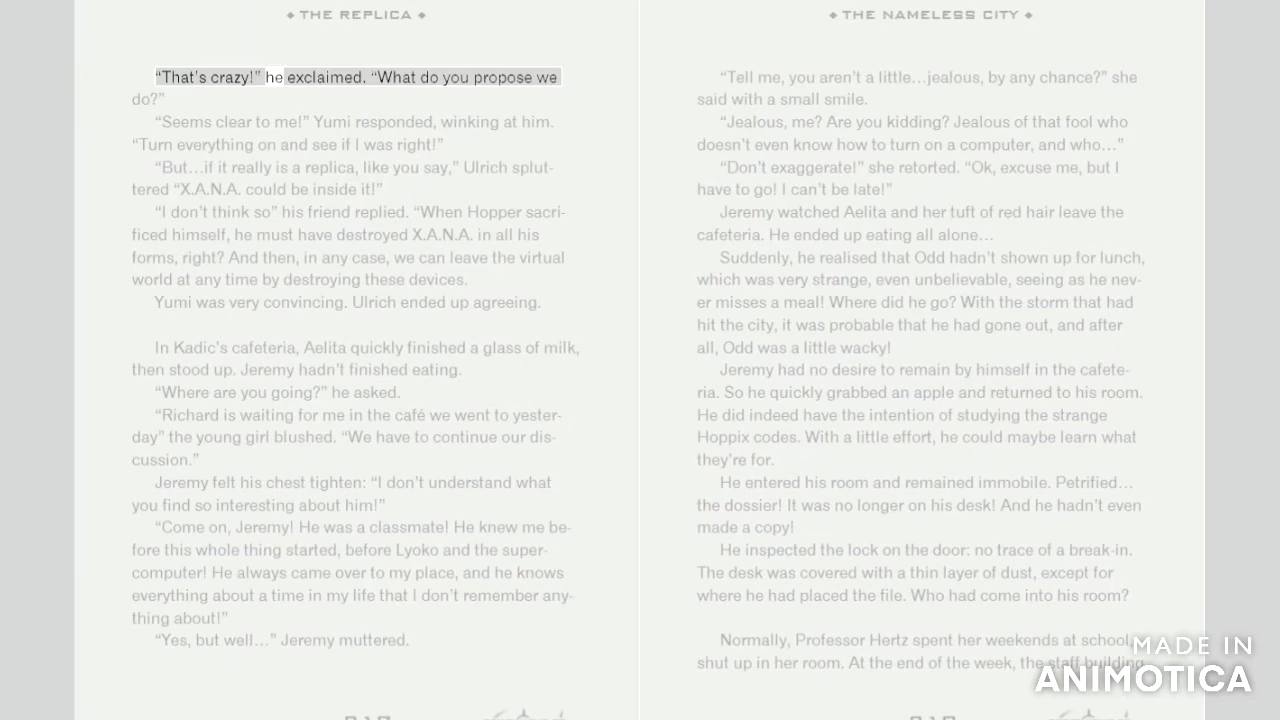 ◆ THE REPLICA ◆
“That’s crazy!” he exclaimed. “What do you propose we
do?”
“Seems clear to me!” Yumi responded, winking at him.
“Turn everything on and see if I was right!”
“But…if it really is a replica, like you say,” Ulrich splut-
tered “X.A.N.A. could be inside it!”
“I don’t think so” his friend replied. “When Hopper sacri-
ficed himself, he must have destroyed X.A.N.A. in all his
forms, right? And then, in any case, we can leave the virtual
world at any time by destroying these devices.
Yumi was very convincing. Ulrich ended up agreeing.
In Kadic’s cafeteria, Aelita quickly finished a glass of milk,
then stood up. Jeremy hadn’t finished eating.
“Where are you going?” he asked.
“Richard is waiting for me in the café we went to yester-
day” the young girl blushed. “We have to continue our dis-
cussion.”
Jeremy felt his chest tighten: “I don’t understand what
you find so interesting about him!”
“Come on, Jeremy! He was a classmate! He knew me be-
fore this whole thing started, before Lyoko and the super-
computer! He always came over to my place, and he knows
everything about a time in my life that I don’t remember any-
thing about!”
“Yes, but well…” Jeremy muttered.
◆ THE NAMELESS CITY ◆
“Tell me, you aren’t a little…jealous, by any chance?” she
said with a small smile.
“Jealous, me? Are you kidding? Jealous of that fool who
doesn’t even know how to turn on a computer, and who…”
“Don’t exaggerate!” she retorted. “Ok, excuse me, but I
have to go! I can’t be late!”
Jeremy watched Aelita and her tuft of red hair leave the
cafeteria. He ended up eating all alone…
Suddenly, he realised that Odd hadn’t shown up for lunch,
which was very strange, even unbelievable, seeing as he nev-
er misses a meal! Where did he go? With the storm that had
hit the city, it was probable that he had gone out, and after
all, Odd was a little wacky!
Jeremy had no desire to remain by himself in the cafete-
ria. So he quickly grabbed an apple and returned to his room.
He did indeed have the intention of studying the strange
Hoppix codes. With a little effort, he could maybe learn what
they’re for.
He entered his room and remained immobile. Petrified…
the dossier! It was no longer on his desk! And he hadn’t even
made a copy!
He inspected the lock on the door: no trace of a break-in.
The desk was covered with a thin layer of dust, except for
where he had placed the file. Who had come into his room?
Normally, Professor Hertz spent her weekends at school,
shut up in her room. At the end of the week, the staff building
MADE IN
ANIMOTICA